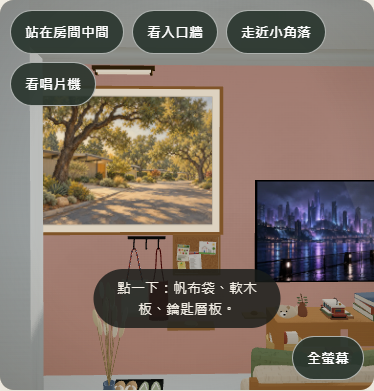 站在房間中間
看入口牆
走近小角落
看唱片機
點一下：帆布袋、軟木
板、鑰匙層板。
全螢幕